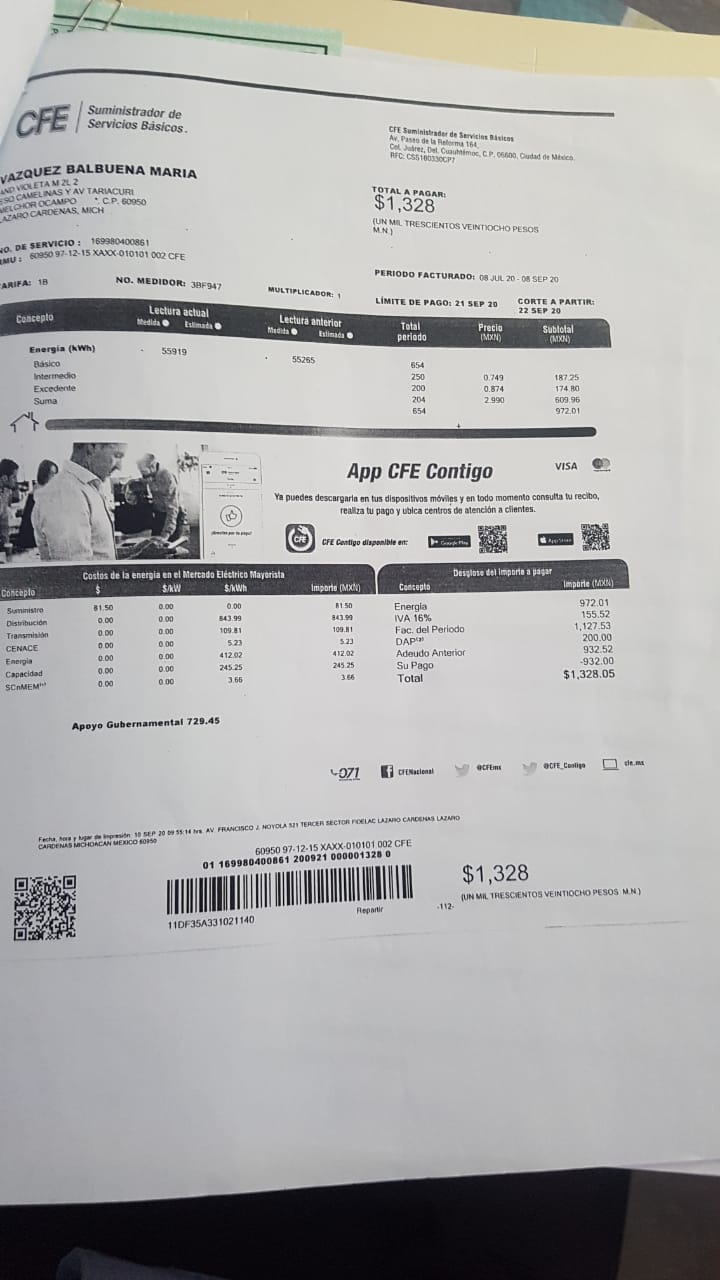 CFE Suministrador de
Servicios Básicos.
CFE Suministrador de Servicios Básicos
Av. Paseo de la Reforma 164,
Col. Juárez, Del. Cuauhtémoc, C.P. 06600, Ciudad de México.
RFC: CSS160330CP7
VAZQUEZ BALBUENA MARIA
AND VIOLETA M 2L 2
ESQ CAMELINAS Y AV TARIACURI
MELCHOR OCAMPO *. C.P. 60950
LAZARO CARDENAS, MICH
TOTAL A PAGAR:
$1,328
(UN MIL TRESCIENTOS VEINTIOCHO PESOS
M.N.)
NO. DE SERVICIO : 169980400861
RMU : 60950 97-12-15 XAXX-010101 002 CFE
PERIODO FACTURADO: 08 JUL 20 - 08 SEP 20
TARIFA: 1B NO. MEDIDOR: 3BF947 MULTIPLICADOR: 1
LÍMITE DE PAGO: 21 SEP 20 CORTE A PARTIR:
22 SEP 20
Concepto Lectura actual Lectura anterior Total Precio Subtotal
Medida Estimada Medida Estimada periodo (MXN) (MXN)
Energía (kWh) 55919 55265 654
Básico 250 0.749 187.25
Intermedio 200 0.874 174.80
Excedente 204 2.990 609.96
Suma 654 972.01
App CFE Contigo VISA
Ya puedes descargarla en tus dispositivos móviles y en todo momento consulta tu recibo,
realiza tu pago y ubica centros de atención a clientes.
CFE CFE Contigo disponible en: Google Play App Store
Costos de la energía en el Mercado Eléctrico Mayorista
Concepto $ $/kW $/kWh Importe (MXN)
Suministro 81.50 0.00 0.00 81.50
Distribución 0.00 0.00 843.99 843.99
Transmisión 0.00 0.00 109.81 109.81
CENACE 0.00 0.00 5.23 5.23
Energía 0.00 0.00 412.02 412.02
Capacidad 0.00 0.00 245.25 245.25
SCnMEM 0.00 0.00 3.66 3.66
Desglose del importe a pagar
Concepto Importe (MXN)
Energía 972.01
IVA 16% 155.52
Fac. del Periodo 1,127.53
DAP 200.00
Adeudo Anterior 932.52
Su Pago -932.00
Total $1,328.05
Apoyo Gubernamental 729.45
071 CFENacional @CFEmx @CFE_Contigo cfe.mx
Fecha, hora y lugar de impresión: 10 SEP 20 09:55:14 hrs. AV. FRANCISCO J. NOYOLA 521 TERCER SECTOR FIDELAC LAZARO CARDENAS LAZARO
CARDENAS MICHOACAN MEXICO 60950
60950 97-12-15 XAXX-010101 002 CFE
01 169980400861 200921 000001328 0
$1,328
(UN MIL TRESCIENTOS VEINTIOCHO PESOS M.N.)
11DF35A331021140 Repartir -112-